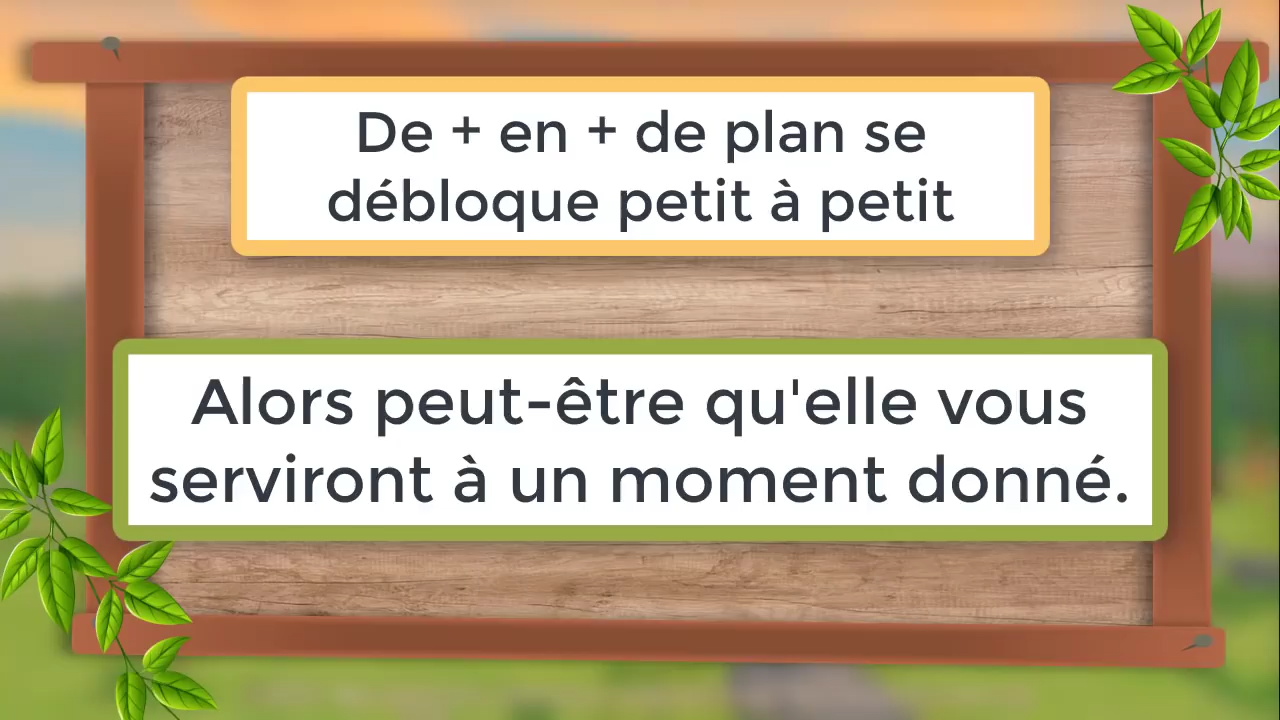 De + en + de plan se
débloque petit à petit
Alors peut-être qu'elle vous
serviront à un moment donné.